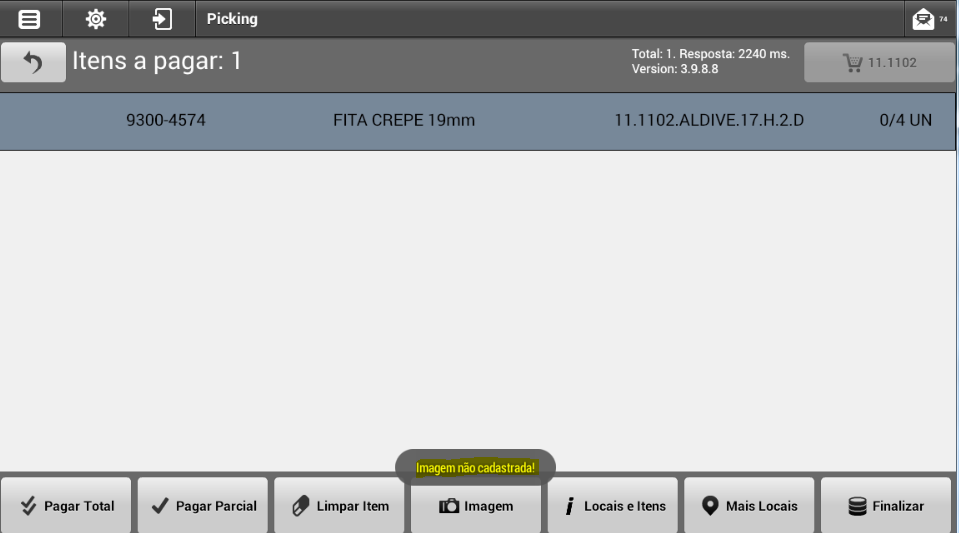 Picking
74
Itens a pagar: 1
Total: 1. Resposta: 2240 ms.
Version: 3.9.8.8
11.1102
9300-4574 FITA CREPE 19mm 11.1102.ALDIVE.17.H.2.D 0/4 UN
Imagem não cadastrada!
Pagar Total Pagar Parcial Limpar Item Imagem Locais e Itens Mais Locais Finalizar